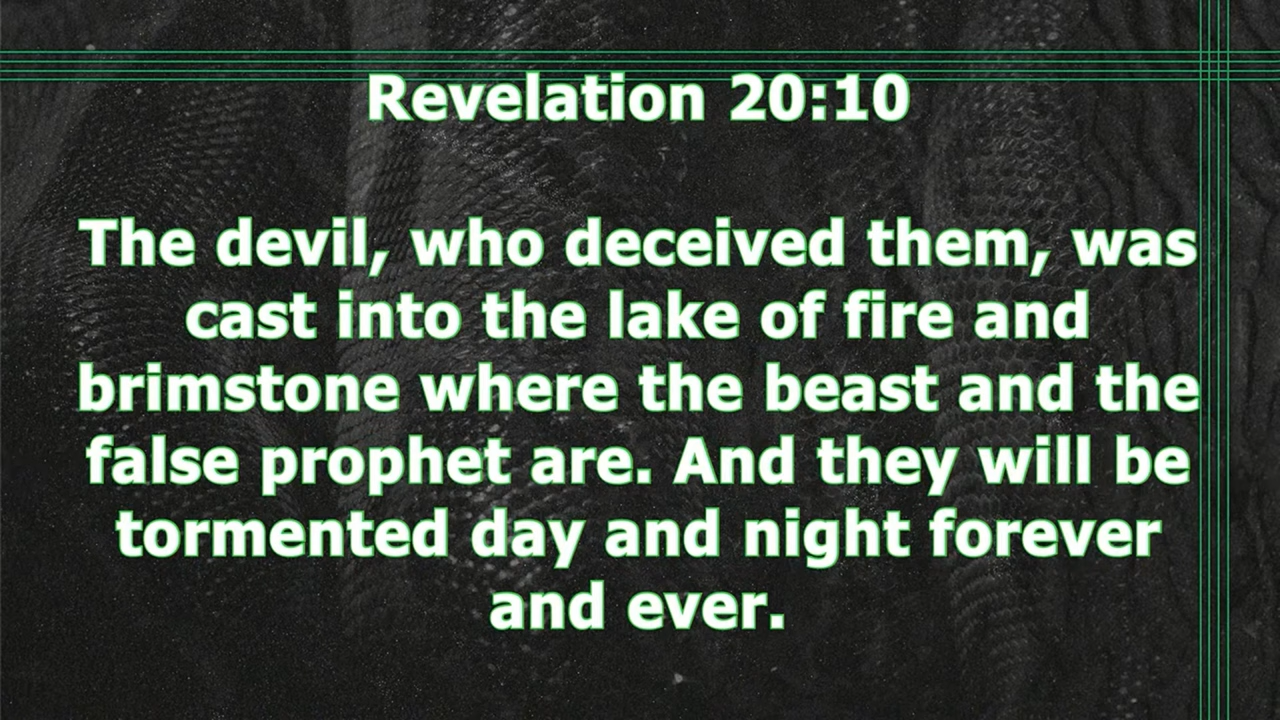 Revelation 20:10
The devil, who deceived them, was
cast into the lake of fire and
brimstone where the beast and the
false prophet are. And they will be
tormented day and night forever
and ever.